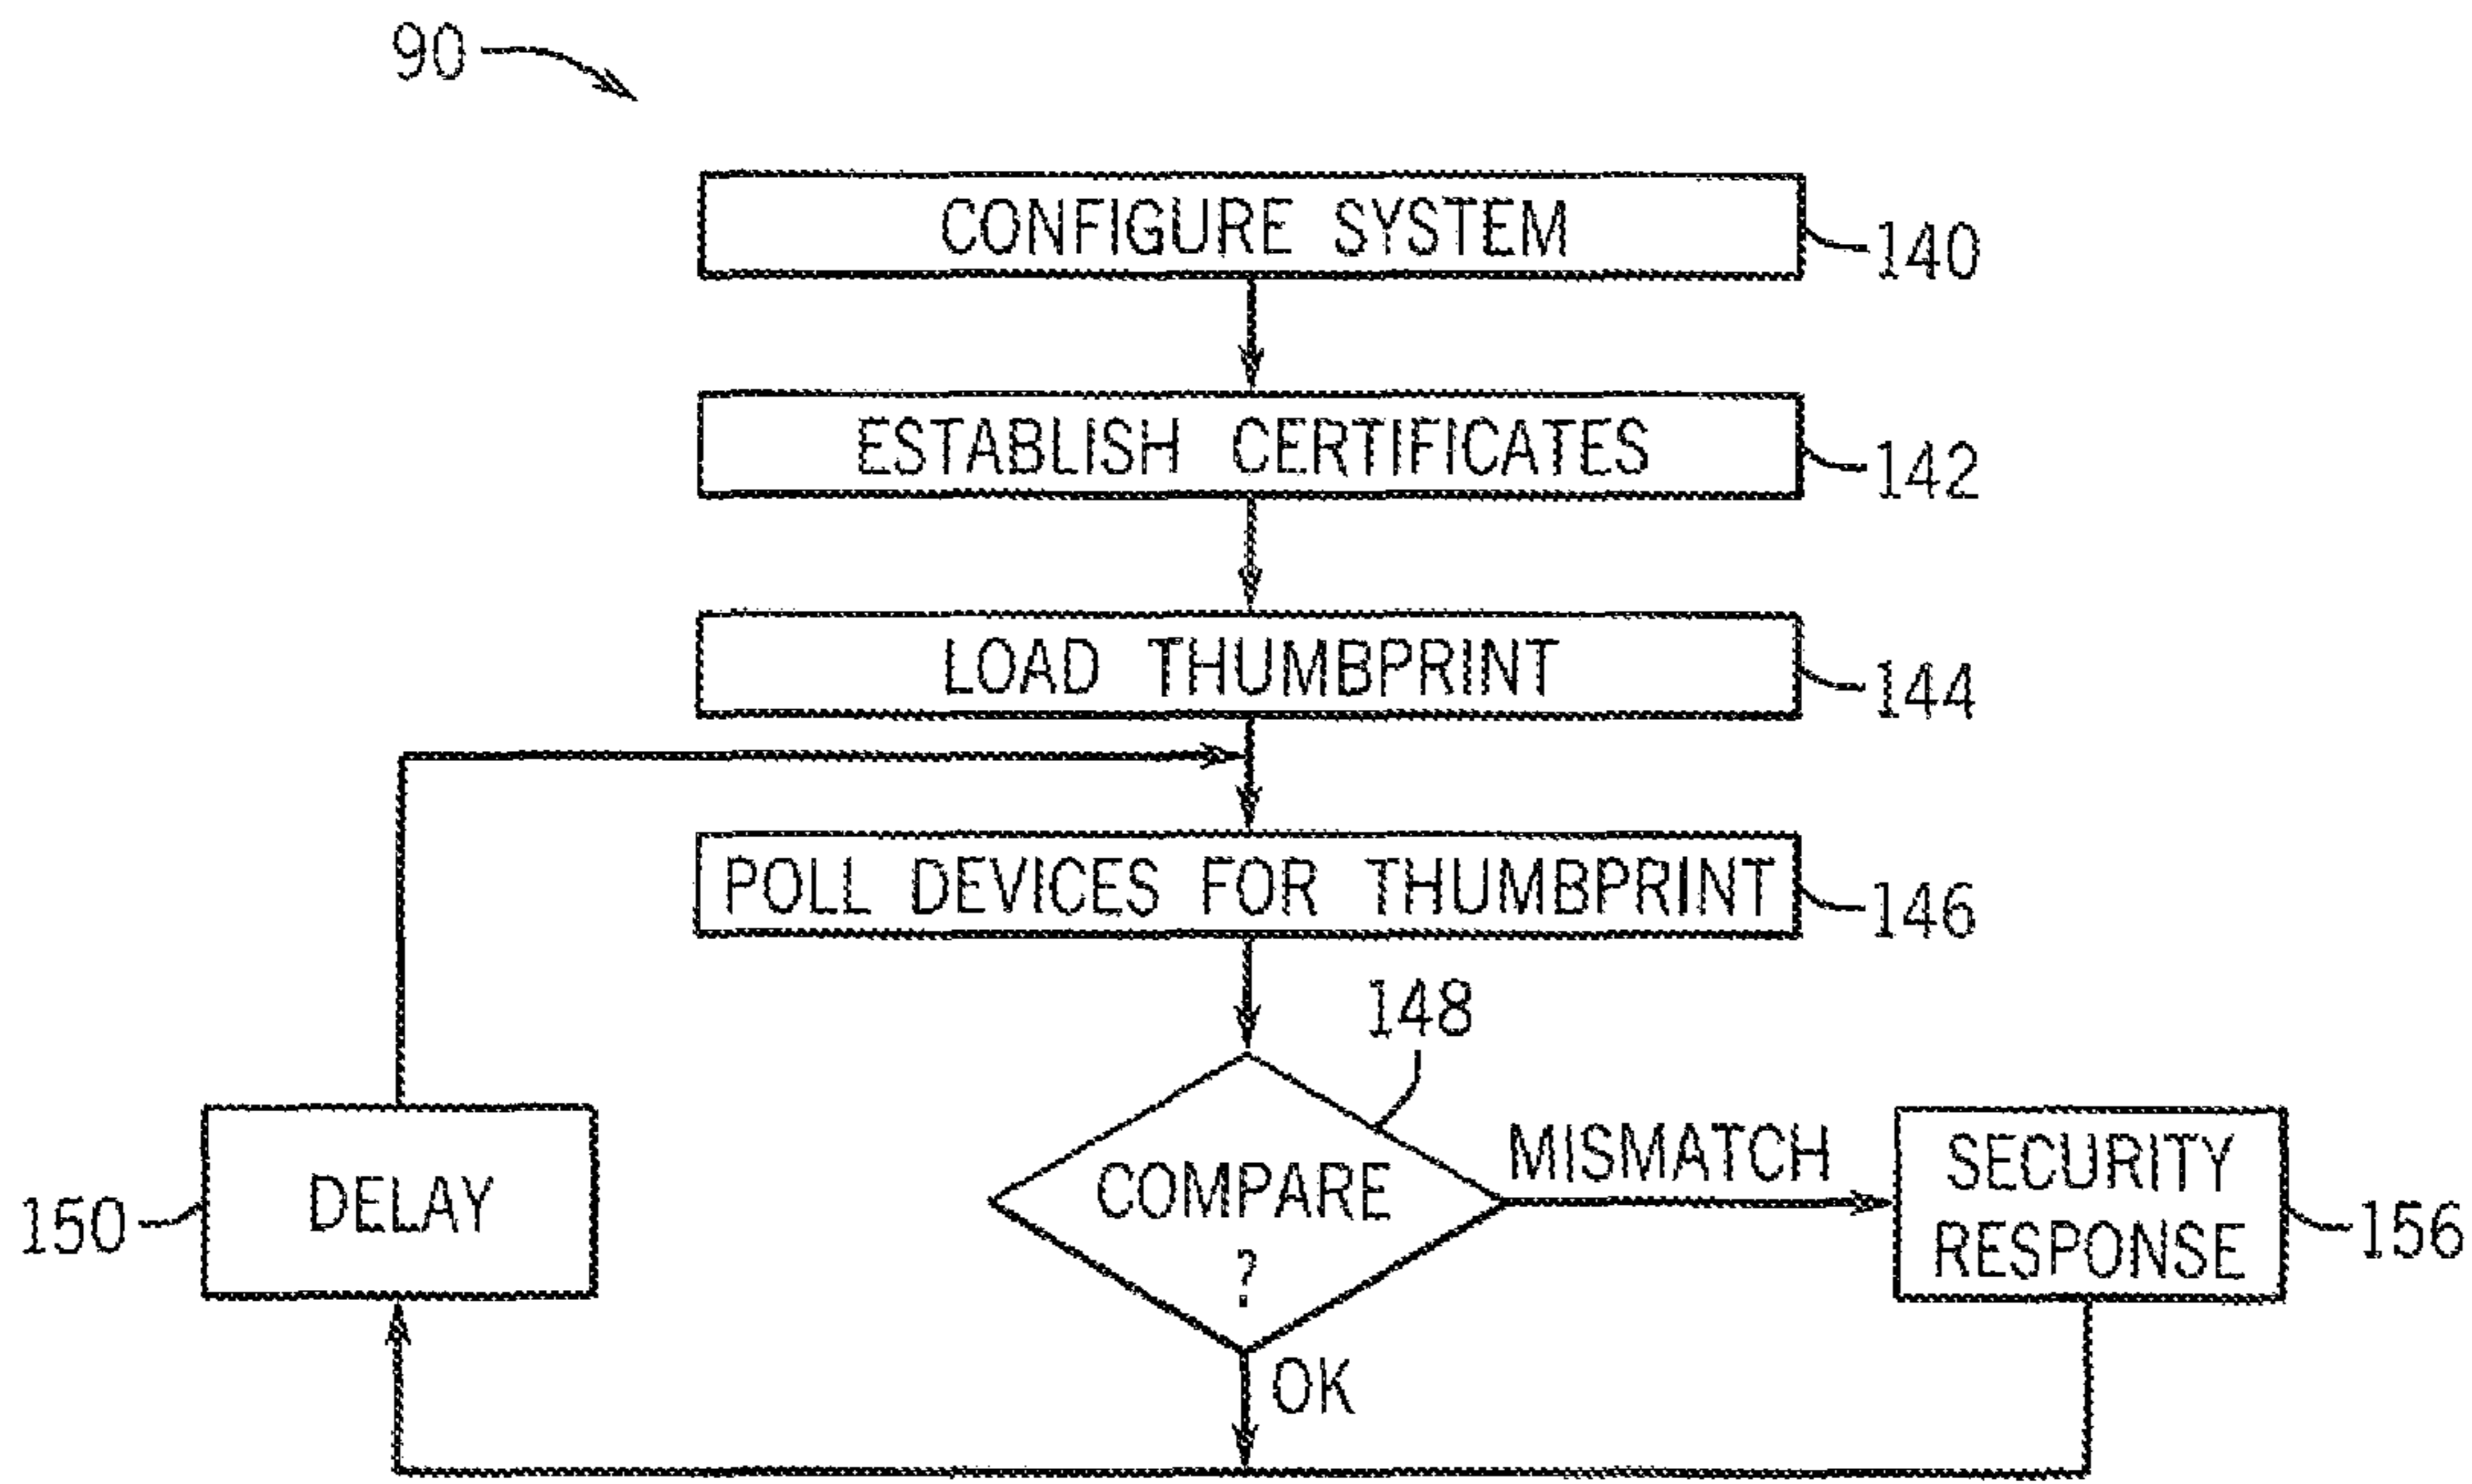 90
CONFIGURE SYSTEM
140
ESTABLISH CERTIFICATES
142
LOAD THUMBPRINT
144
POLL DEVICES FOR THUMBPRINT
146
148
COMPARE
?
MISMATCH
SECURITY
RESPONSE
156
DELAY
150
OK